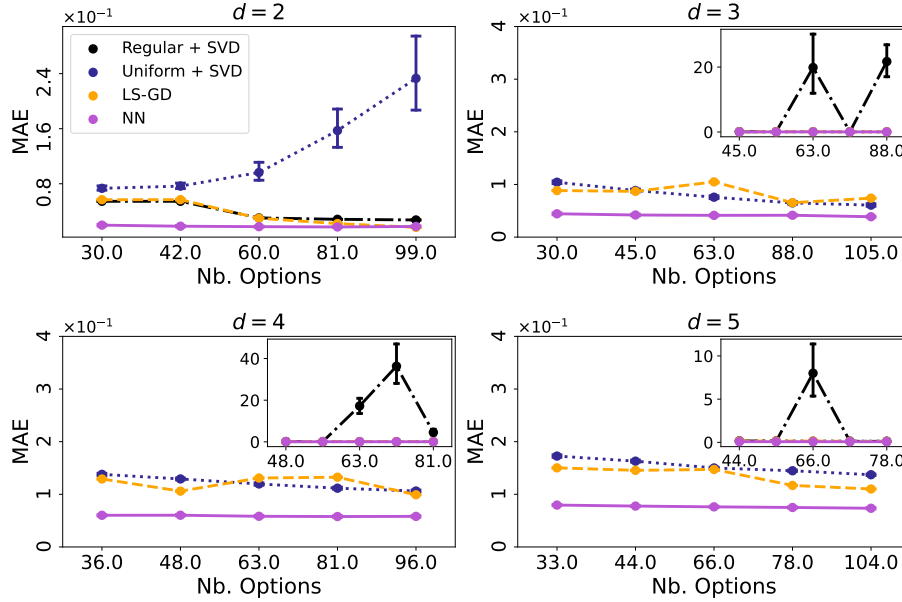 ×10⁻¹
d = 2
MAE
2.4
1.6
0.8
Regular + SVD
Uniform + SVD
LS-GD
NN
30.0 42.0 60.0 81.0 99.0
Nb. Options
×10⁻¹
d = 3
MAE
4
3
2
1
0
20
0
45.0 63.0 88.0
30.0 45.0 63.0 88.0 105.0
Nb. Options
×10⁻¹
d = 4
MAE
4
3
2
1
0
40
20
0
48.0 63.0 81.0
36.0 48.0 63.0 81.0 96.0
Nb. Options
×10⁻¹
d = 5
MAE
4
3
2
1
0
10
5
0
44.0 66.0 78.0
33.0 44.0 66.0 78.0 104.0
Nb. Options